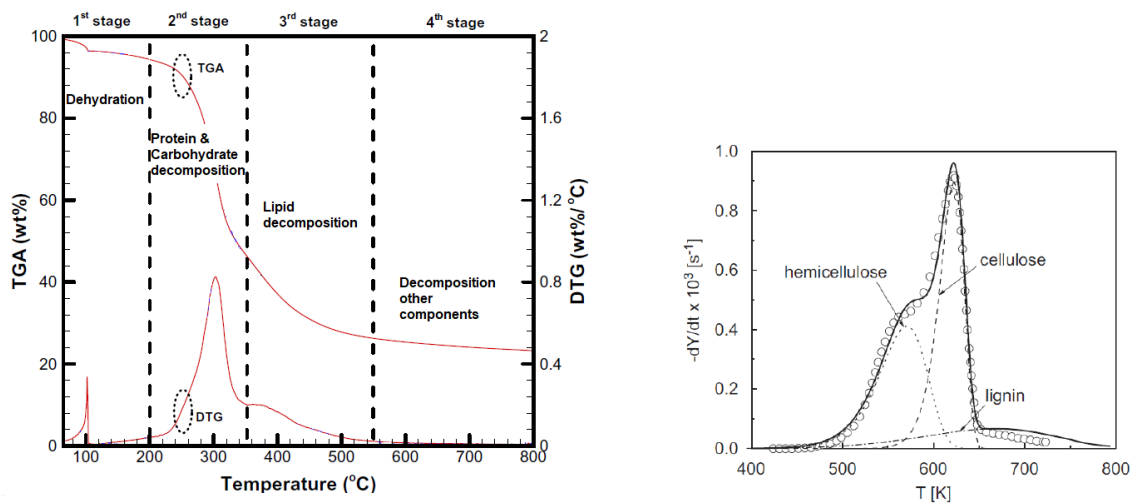 1st stage 2nd stage 3rd stage 4th stage
100
80
60
40
20
0
TGA (wt%)
2
1.6
1.2
0.8
0.4
0
DTG (wt%/°C)
TGA
Dehydration
Protein &
Carbohydrate
decomposition
Lipid
decomposition
Decomposition
other
components
DTG
100 200 300 400 500 600 700 800
Temperature (°C)
1.0
0.8
0.6
0.4
0.2
0.0
-dY/dt x 10³ [s⁻¹]
hemicellulose
cellulose
lignin
400 500 600 700 800
T [K]